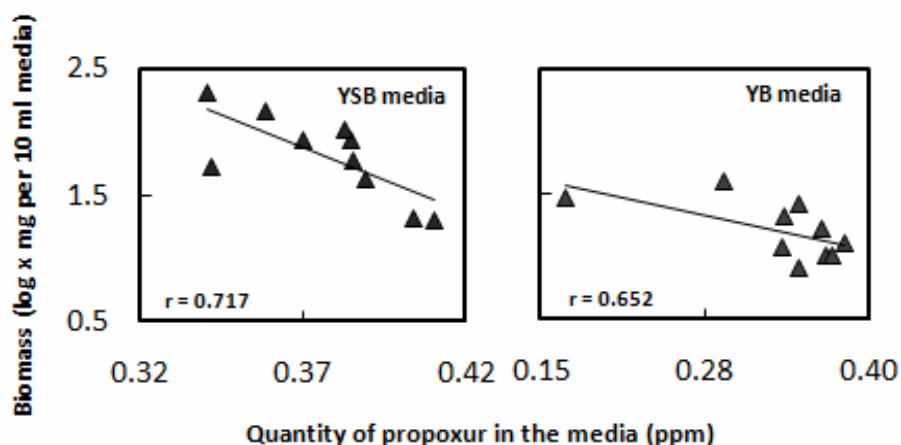 Biomass (log x mg per 10 ml media)
2.5
1.5
0.5
YSB media
r = 0.717
0.32 0.37 0.42
YB media
r = 0.652
0.15 0.28 0.40
Quantity of propoxur in the media (ppm)